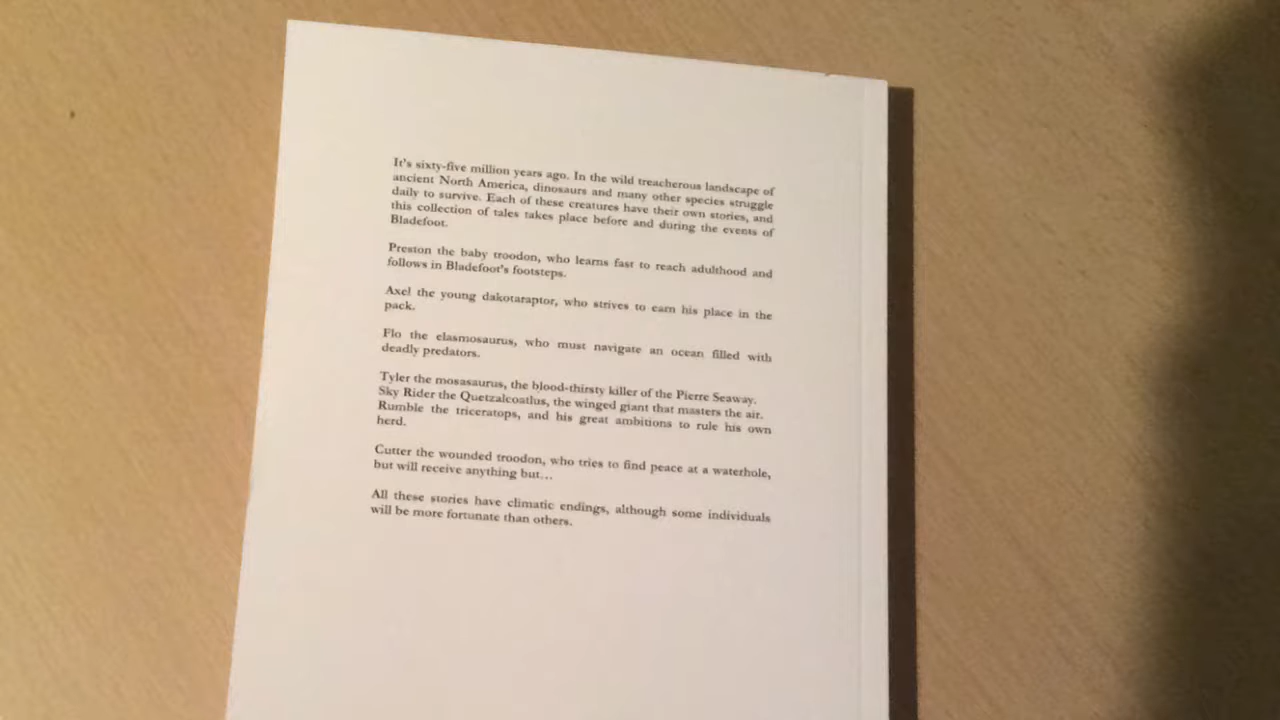 It's sixty-five million years ago. In the wild treacherous landscape of
ancient North America, dinosaurs and many other species struggle
daily to survive. Each of these creatures have their own stories, and
this collection of tales takes place before and during the events of
Bladefoot.
Preston the baby troodon, who learns fast to reach adulthood and
follows in Bladefoot's footsteps.
Axel the young dakotaraptor, who strives to earn his place in the
pack.
Flo the elasmosaurus, who must navigate an ocean filled with
deadly predators.
Tyler the mosasaurus, the blood-thirsty killer of the Pierre Seaway.
Sky Rider the Quetzalcoatlus, the winged giant that masters the air.
Rumble the triceratops, and his great ambitions to rule his own
herd.
Cutter the wounded troodon, who tries to find peace at a waterhole,
but will receive anything but...
All these stories have climatic endings, although some individuals
will be more fortunate than others.